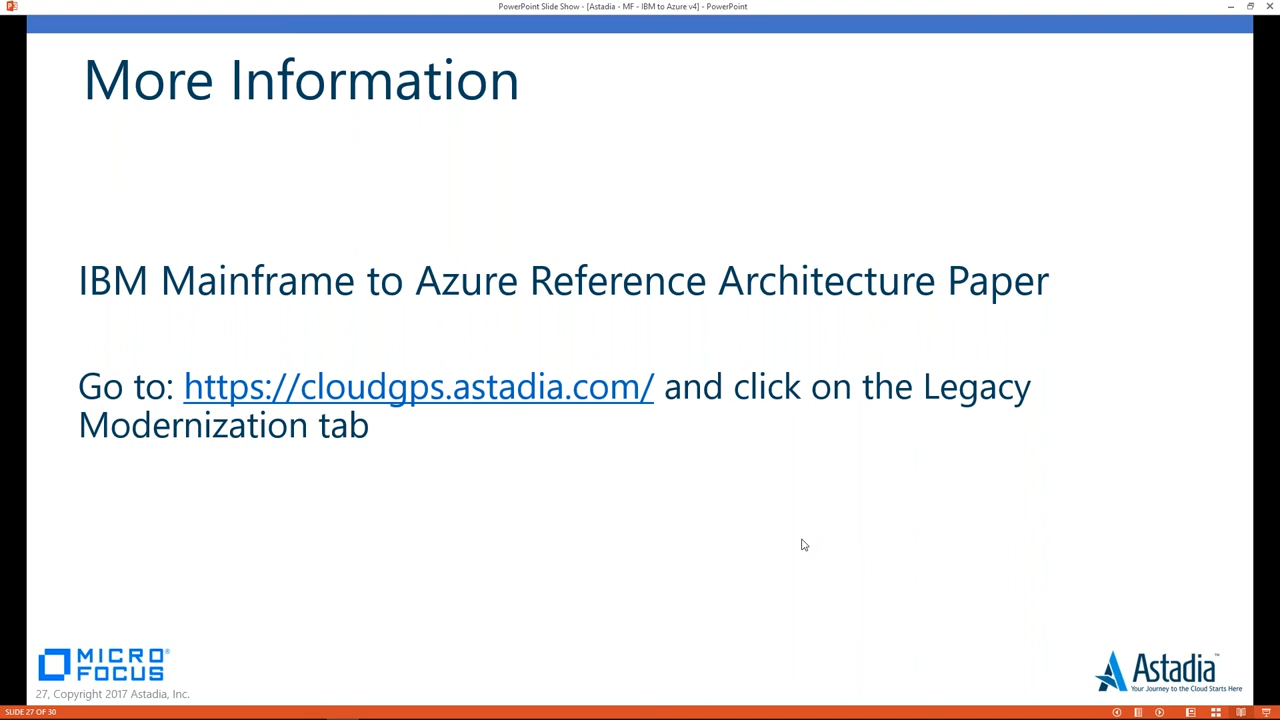 PowerPoint Slide Show - [Astadia - MF - IBM to Azure v4] - PowerPoint
More Information
IBM Mainframe to Azure Reference Architecture Paper
Go to: https://cloudgps.astadia.com/ and click on the Legacy
Modernization tab
MICRO
FOCUS®
27, Copyright 2017 Astadia, Inc.
Astadia™
Your Journey to the Cloud Starts Here
SLIDE 27 OF 30